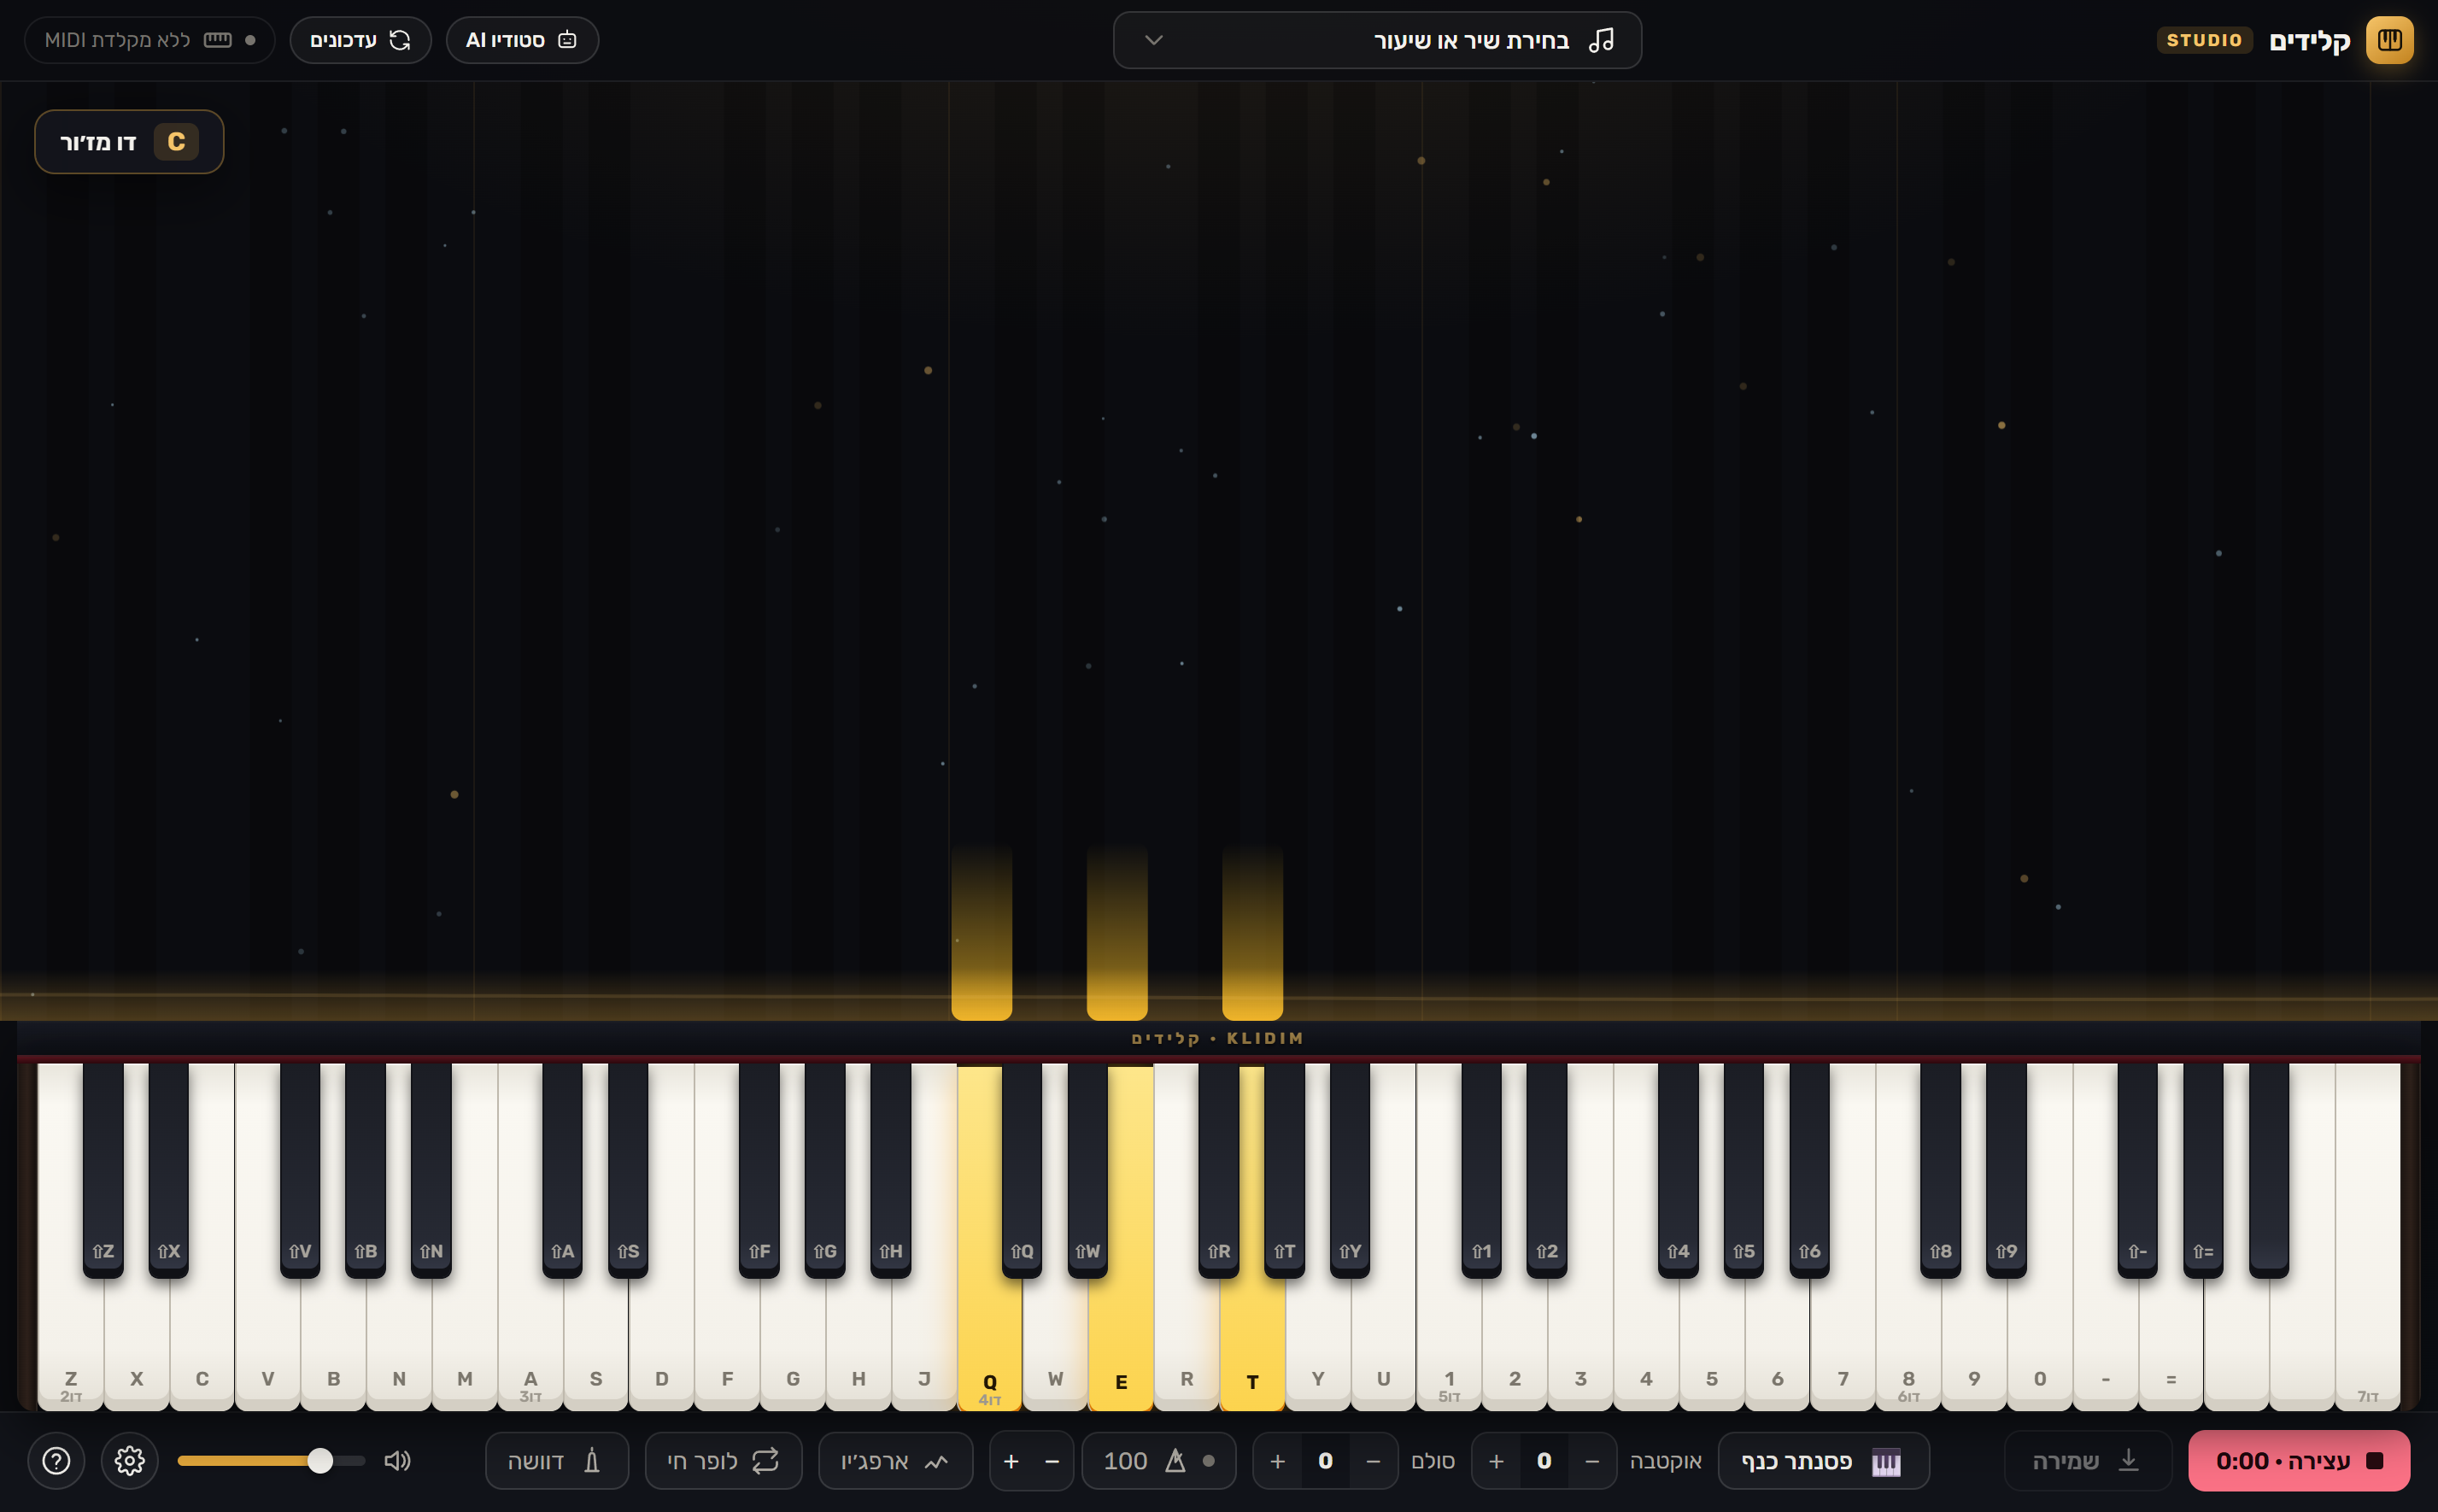 קלידים STUDIO
בחירת שיר או שיעור
סטודיו AI
עדכונים
ללא מקלדת MIDI
C דו מז׳ור
KLIDIM • קלידים
⇧Z ⇧X ⇧V ⇧B ⇧N ⇧A ⇧S ⇧F ⇧G ⇧H ⇧Q ⇧W ⇧R ⇧T ⇧Y ⇧1 ⇧2 ⇧4 ⇧5 ⇧6 ⇧8 ⇧9 ⇧- ⇧=
Z X C V B N M A S D F G H J Q W E R T Y U 1 2 3 4 5 6 7 8 9 0 - =
דו2 דו3 דו4 דו5 דו6 דו7
עצירה • 0:00
שמירה
פסנתר כנף
אוקטבה − 0 +
סולם − 0 +
100
− +
ארפג׳יו
לופר חי
דוושה